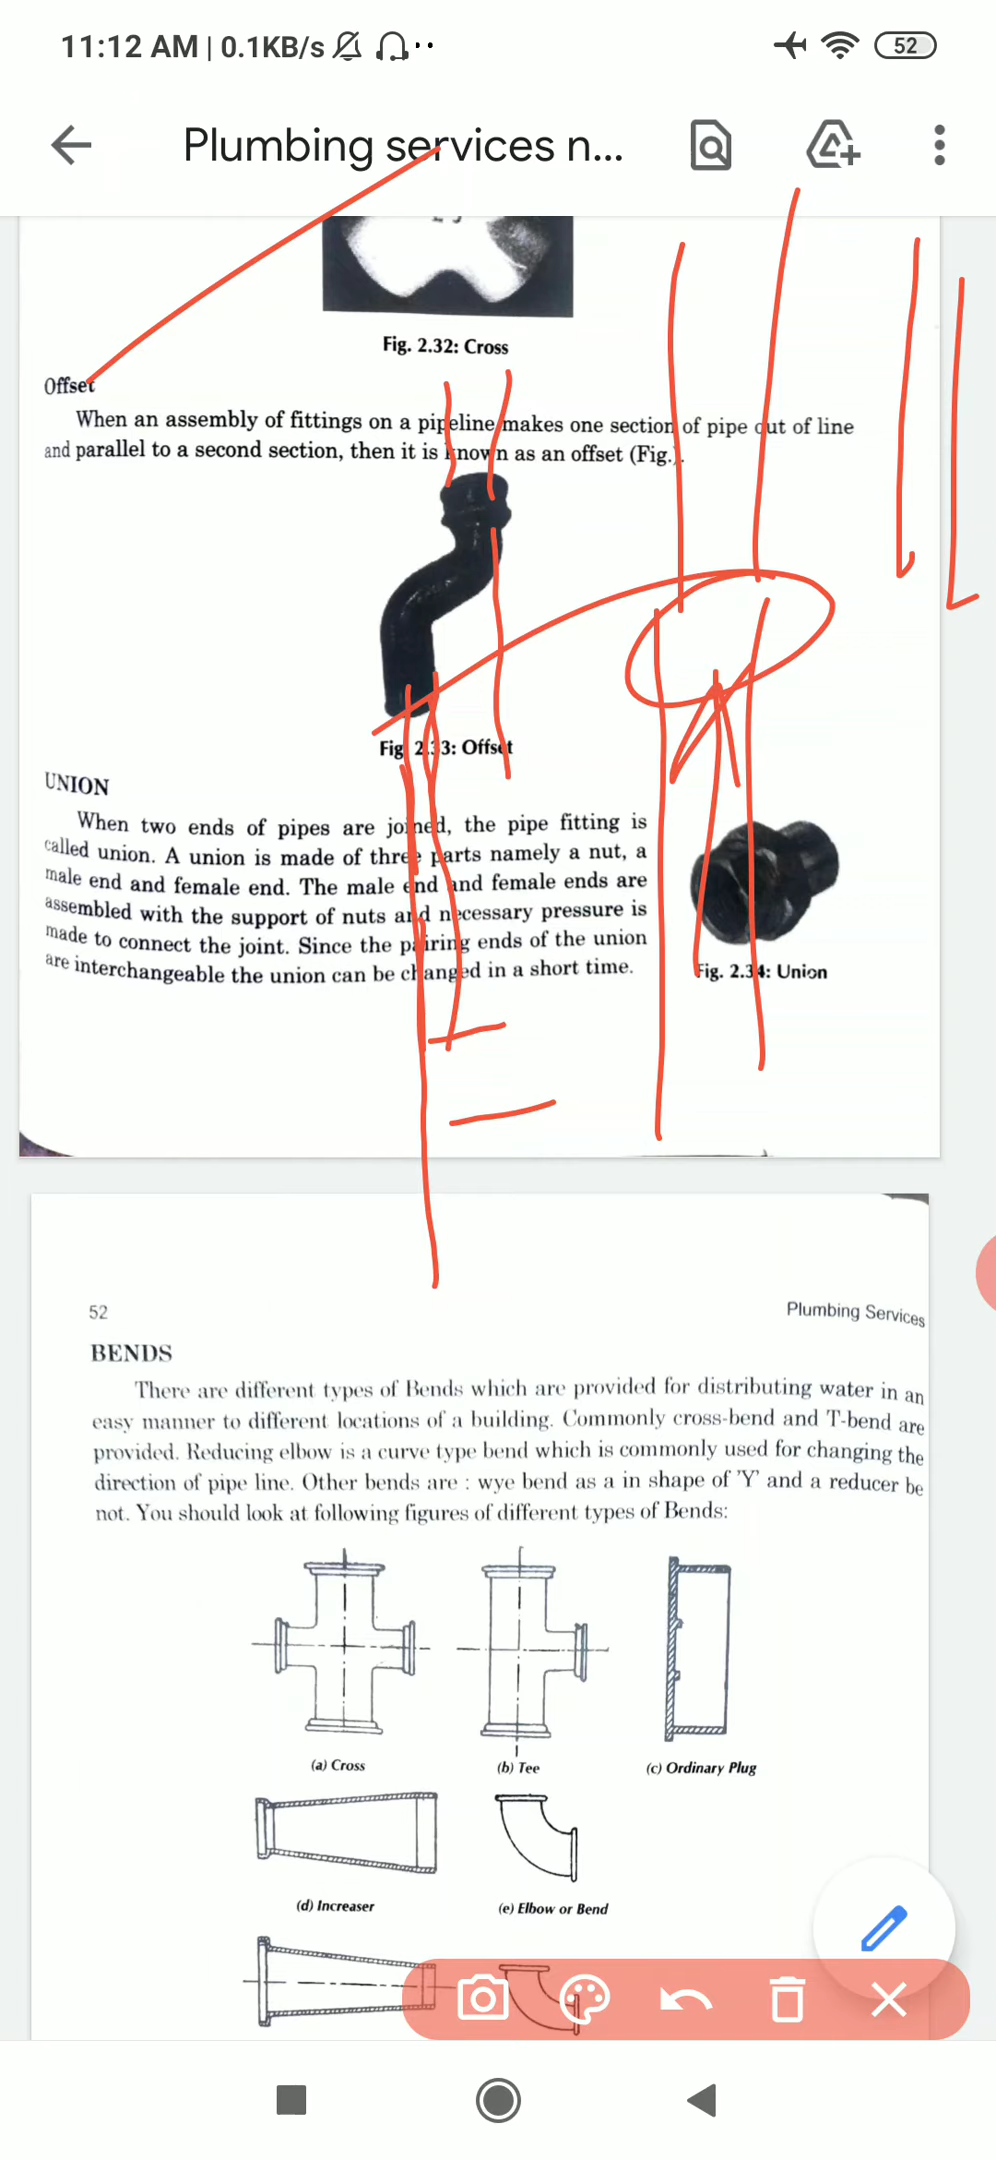 11:12 AM | 0.1KB/s
52
Plumbing services n...
Fig. 2.32: Cross
Offset
When an assembly of fittings on a pipeline makes one section of pipe out of line
and parallel to a second section, then it is known as an offset (Fig.).
Fig. 2.33: Offset
UNION
When two ends of pipes are joined, the pipe fitting is
called union. A union is made of three parts namely a nut, a
male end and female end. The male end and female ends are
assembled with the support of nuts and necessary pressure is
made to connect the joint. Since the pairing ends of the union
are interchangeable the union can be changed in a short time.
Fig. 2.34: Union
52
Plumbing Services
BENDS
There are different types of Bends which are provided for distributing water in an
easy manner to different locations of a building. Commonly cross-bend and T-bend are
provided. Reducing elbow is a curve type bend which is commonly used for changing the
direction of pipe line. Other bends are : wye bend as a in shape of 'Y' and a reducer be
not. You should look at following figures of different types of Bends:
(a) Cross
(b) Tee
(c) Ordinary Plug
(d) Increaser
(e) Elbow or Bend